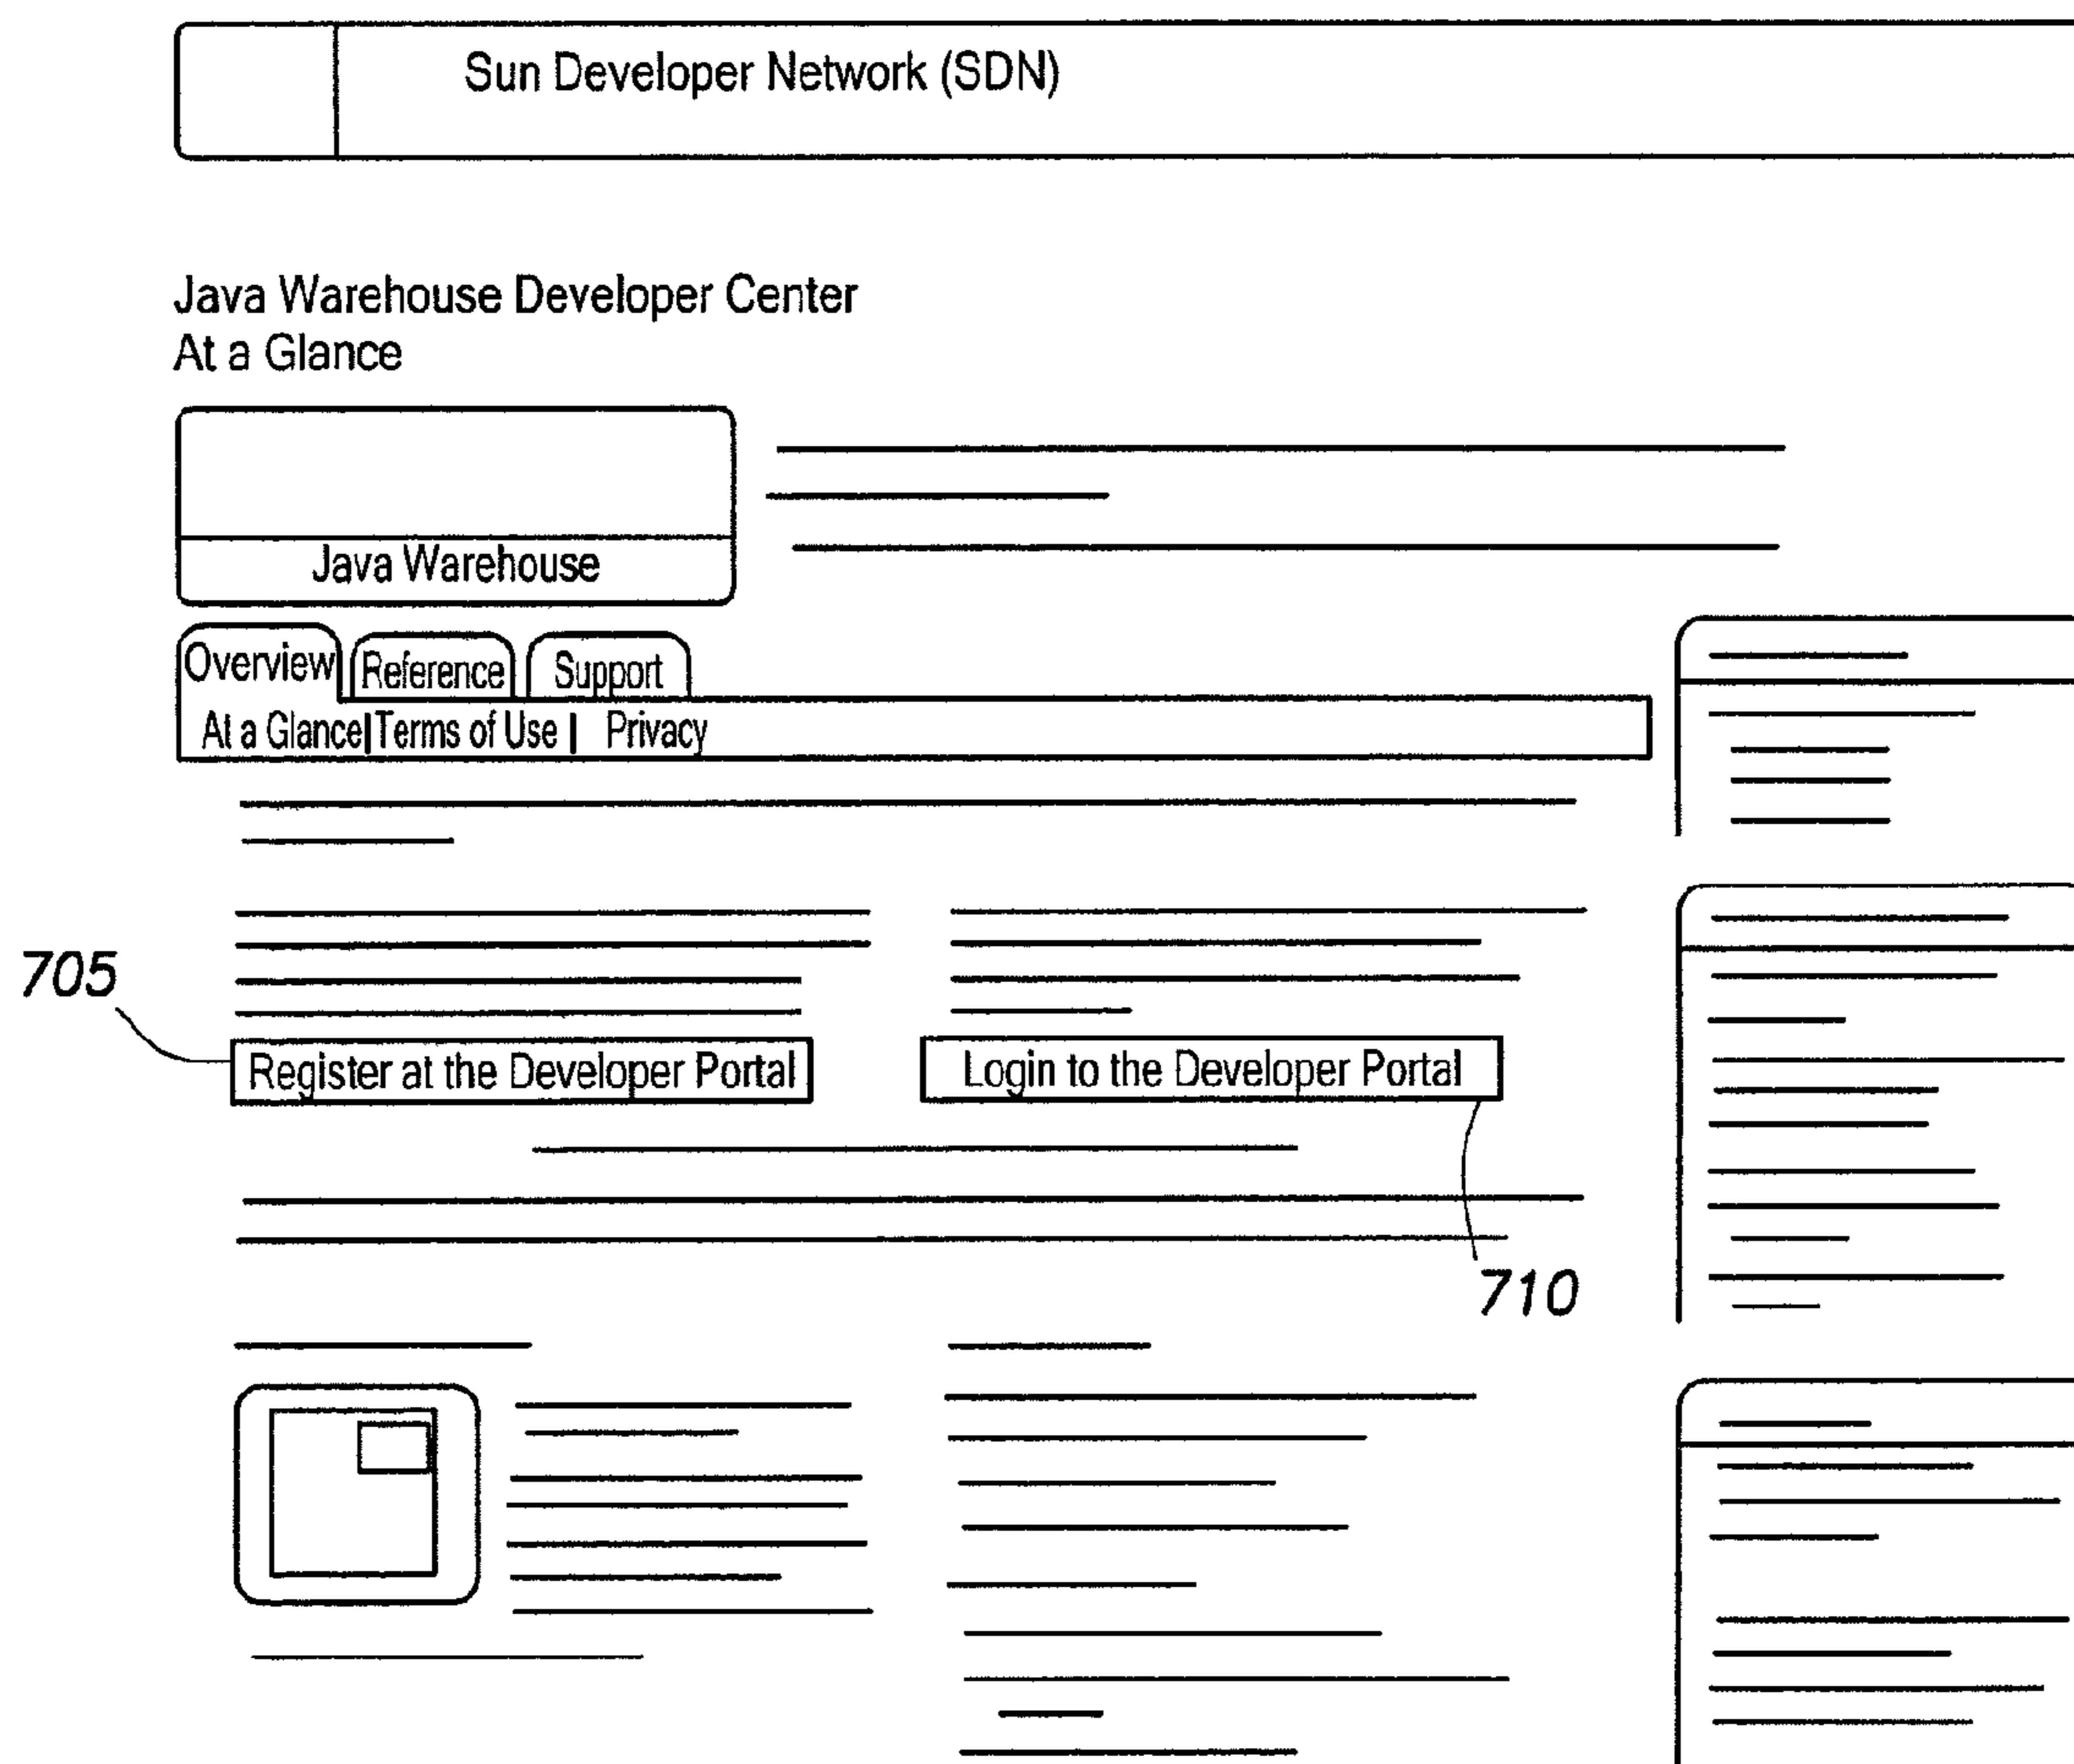 Sun Developer Network (SDN)
Java Warehouse Developer Center
At a Glance
Java Warehouse
Overview Reference Support
At a Glance|Terms of Use | Privacy
705
Register at the Developer Portal Login to the Developer Portal
710